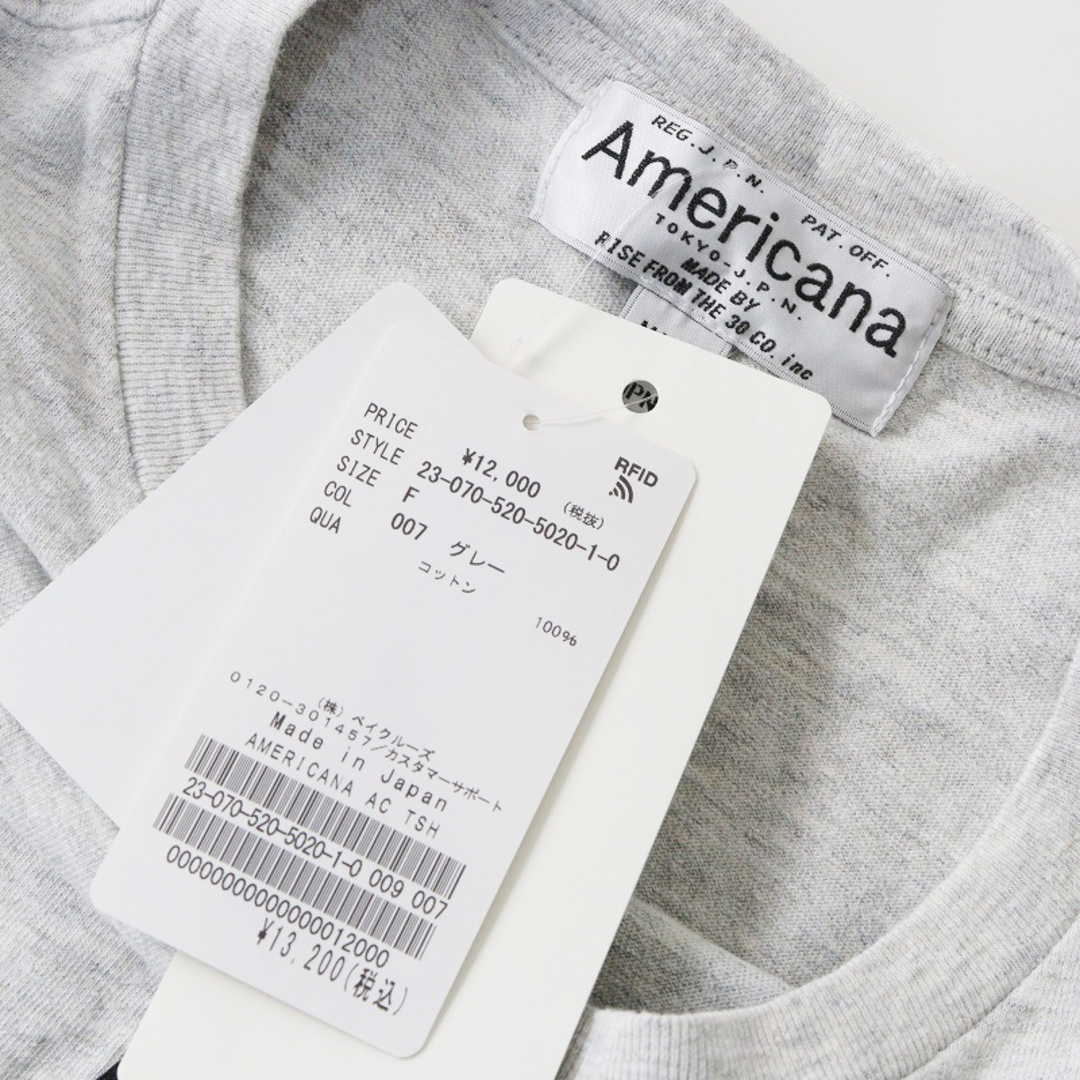 REG.J.P.N. PAT.OFF.
Americana
TOKYO-J.P.N.
MADE BY
RISE FROM THE 30 CO. inc
PRICE ¥12,000 (税抜)
STYLE 23-070-520-5020-1-0
SIZE F
COL 007 グレー
QUA コットン 100%
RFID
(株) ベイクルーズ
0120-301457/カスタマーサポート
Made in Japan
AMERICANA AC TSH
23-070-520-5020-1-0 009 007
00000000000000012000
¥13,200(税込)